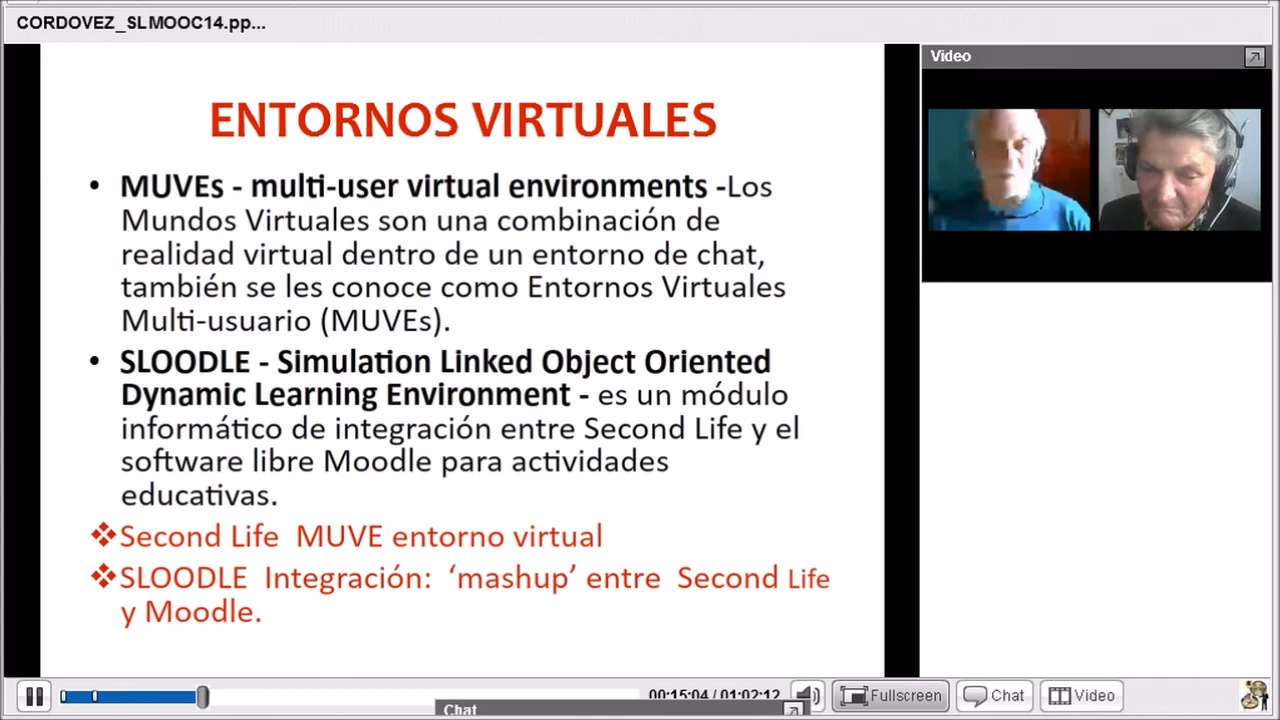 CORDOVEZ_SLMOOC14.pp...
Video
ENTORNOS VIRTUALES
• MUVEs - multi-user virtual environments -Los
Mundos Virtuales son una combinación de
realidad virtual dentro de un entorno de chat,
también se les conoce como Entornos Virtuales
Multi-usuario (MUVEs).
• SLOODLE - Simulation Linked Object Oriented
Dynamic Learning Environment - es un módulo
informático de integración entre Second Life y el
software libre Moodle para actividades
educativas.
❖Second Life MUVE entorno virtual
❖SLOODLE Integración: ‘mashup’ entre Second Life
y Moodle.
00:15:04 / 01:02:12
Fullscreen
Chat
Video
Chat